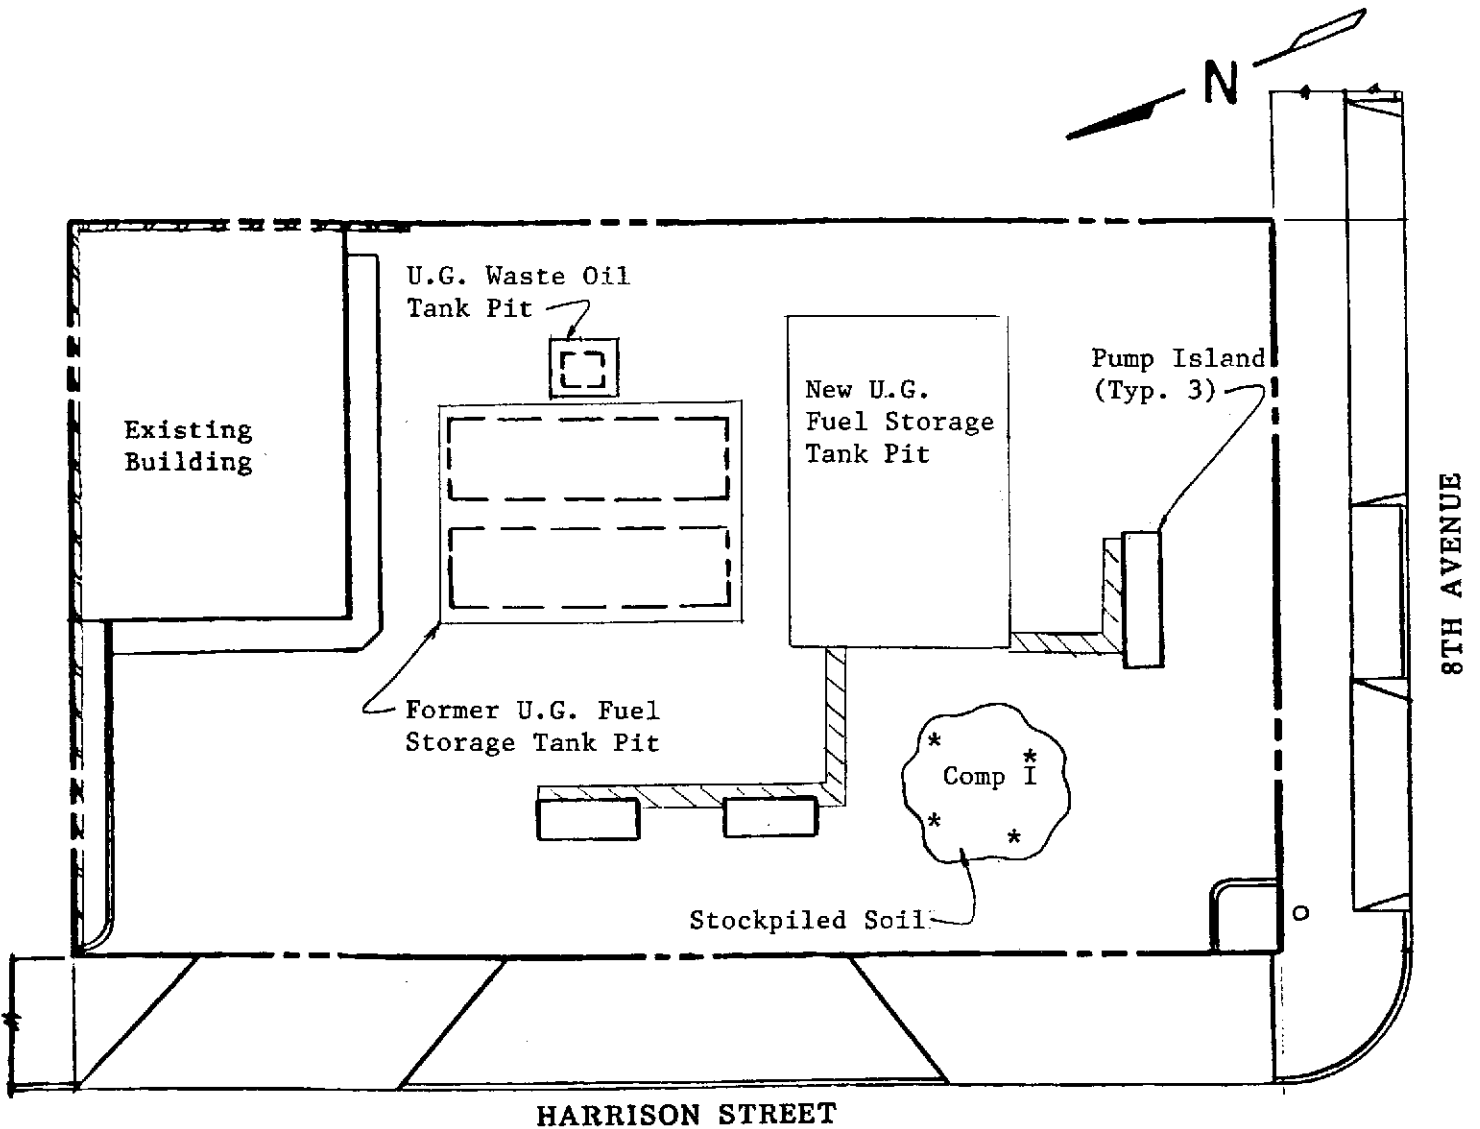 N
U.G. Waste Oil
Tank Pit
Pump Island
(Typ. 3)
New U.G.
Fuel Storage
Tank Pit
Existing
Building
8TH AVENUE
Former U.G. Fuel
Storage Tank Pit
* *
Comp I
* *
Stockpiled Soil
HARRISON STREET